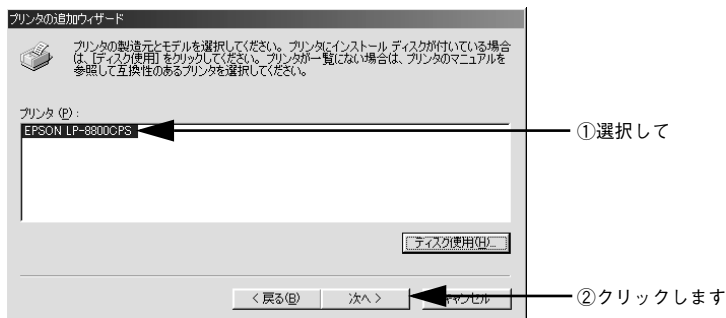 プリンタの追加ウィザード
プリンタの製造元とモデルを選択してください。プリンタにインストール ディスクが付いている場合
は、[ディスク使用] をクリックしてください。プリンタが一覧にない場合は、プリンタのマニュアルを
参照して互換性のあるプリンタを選択してください。
プリンタ (P) :
EPSON LP-8800CPS
①選択して
ディスク使用(H)...
< 戻る(B)
次へ >
キャンセル
②クリックします